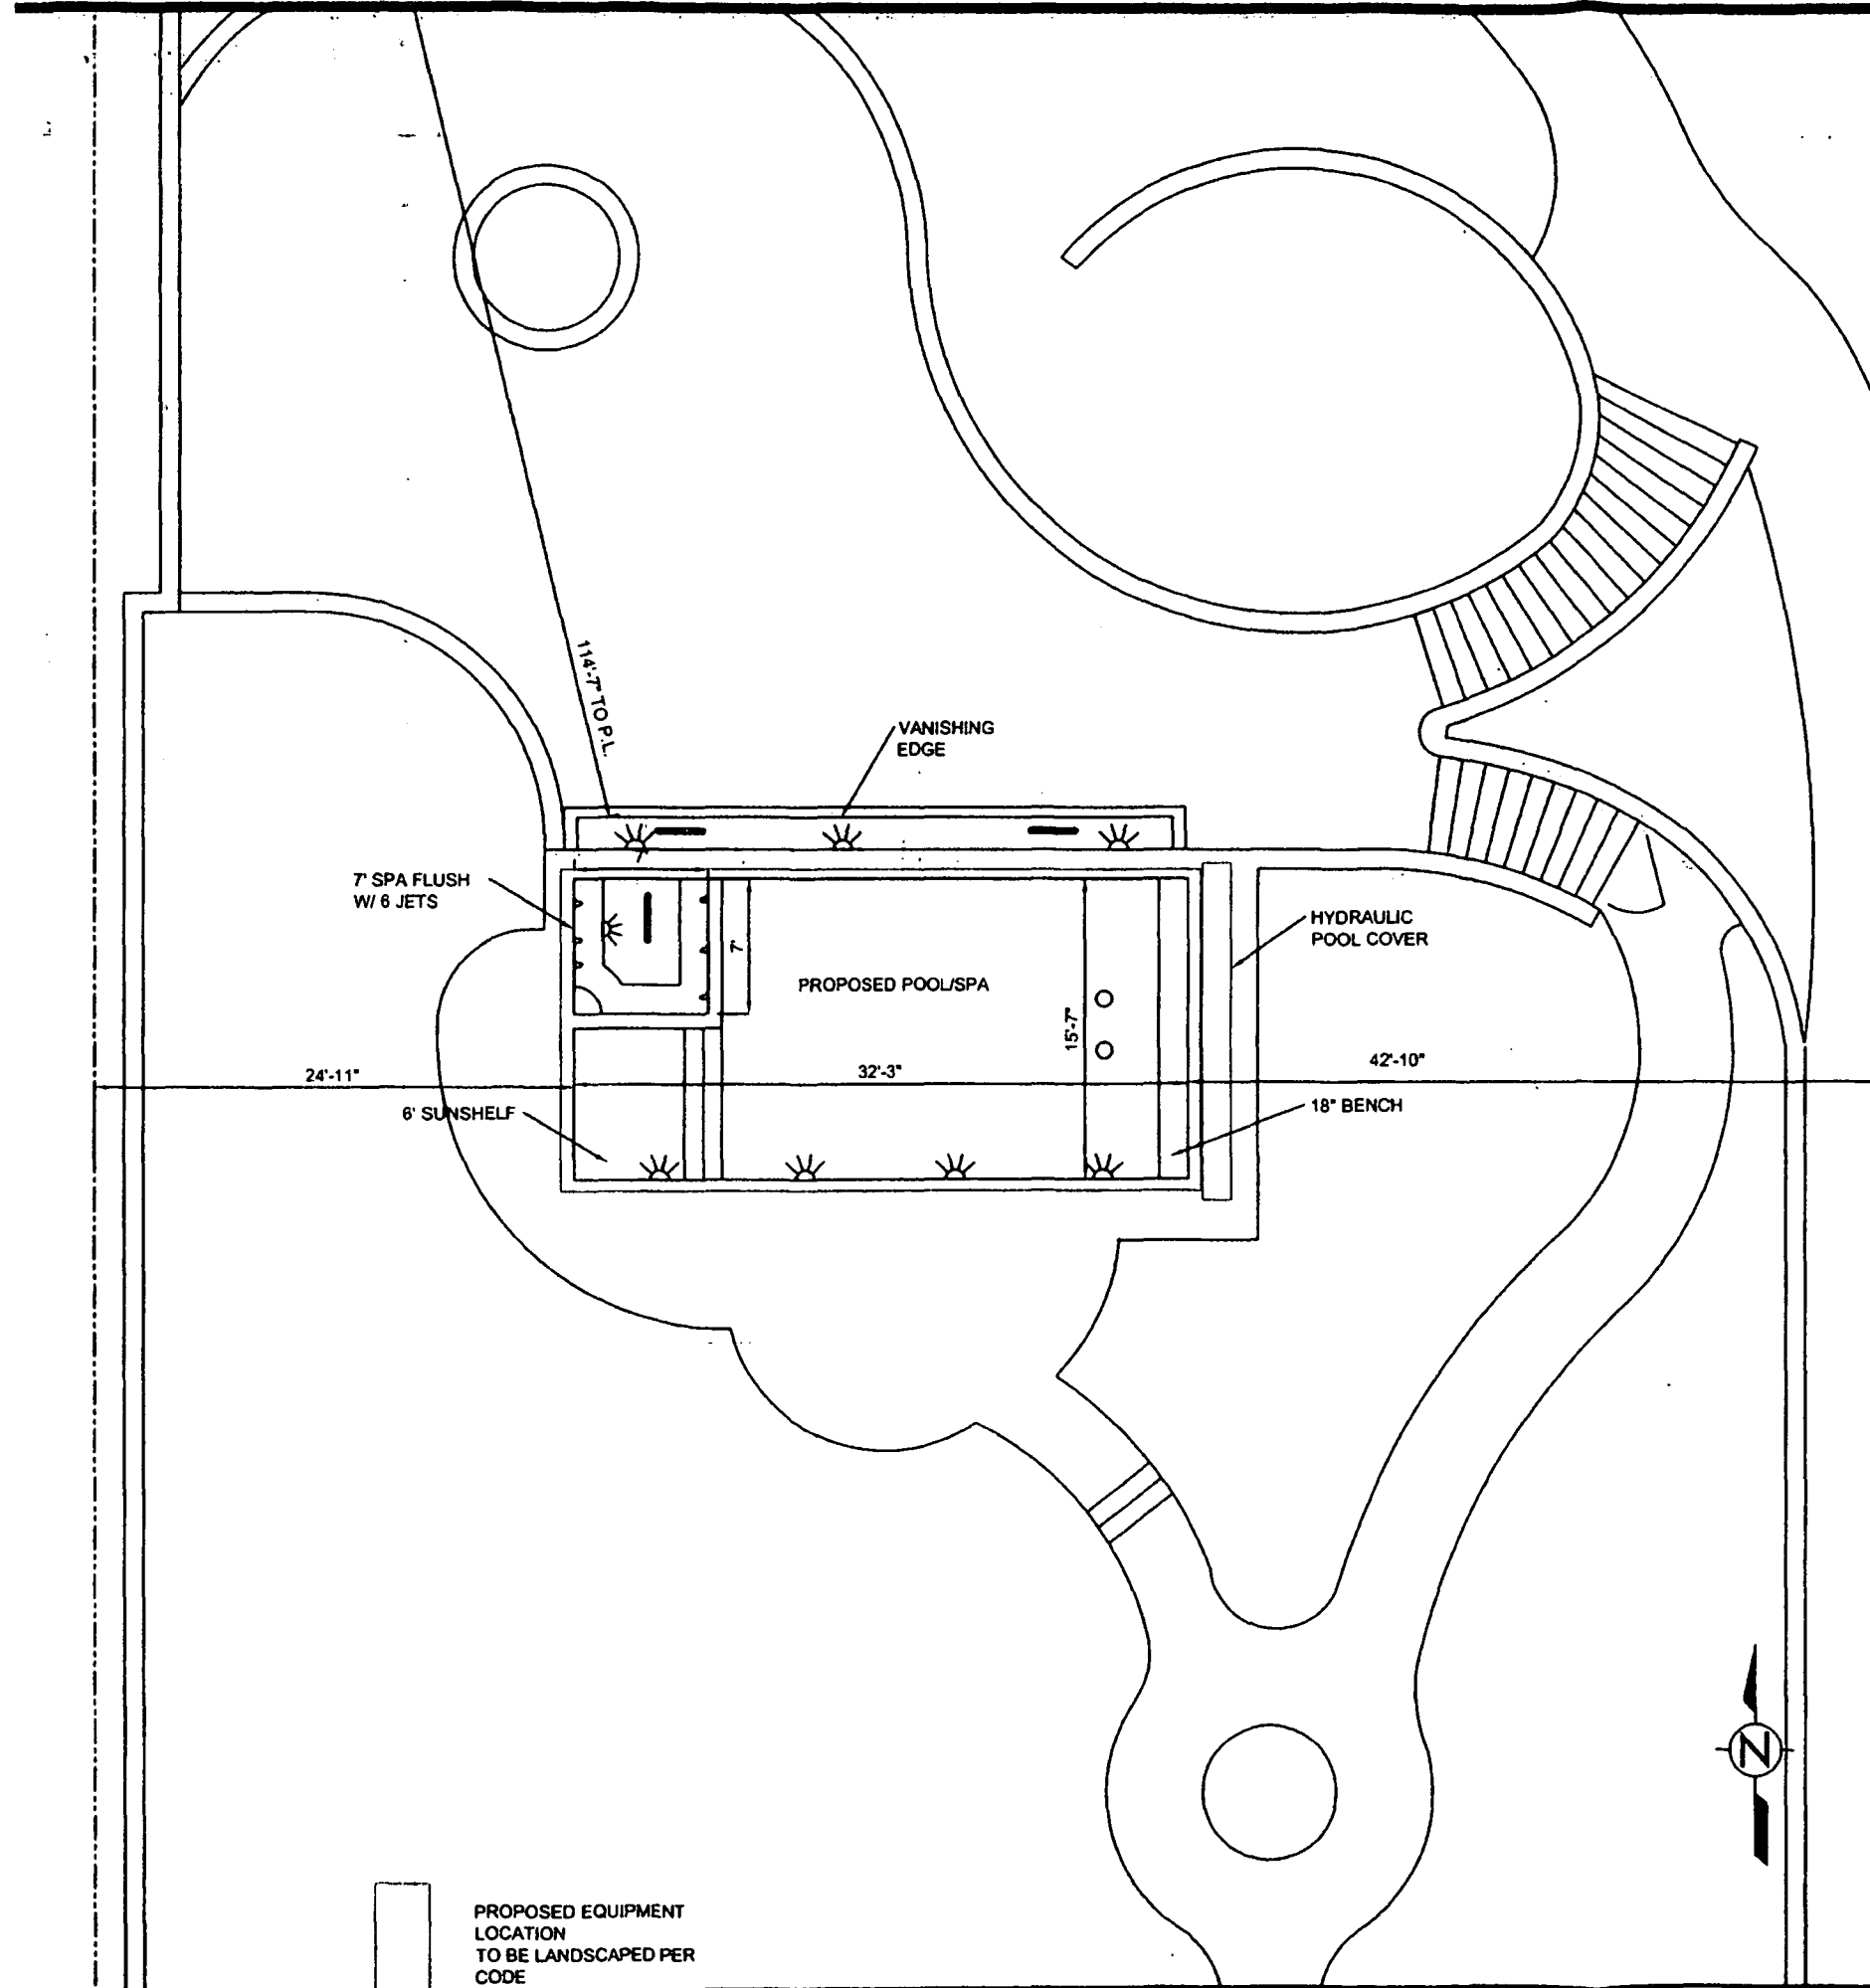 114'-7" TO P.L.
VANISHING
EDGE
7' SPA FLUSH
W/ 6 JETS
7'
HYDRAULIC
POOL COVER
PROPOSED POOL/SPA
15'-7"
24'-11"
32'-3"
42'-10"
6' SUNSHELF
18" BENCH
N
PROPOSED EQUIPMENT
LOCATION
TO BE LANDSCAPED PER
CODE